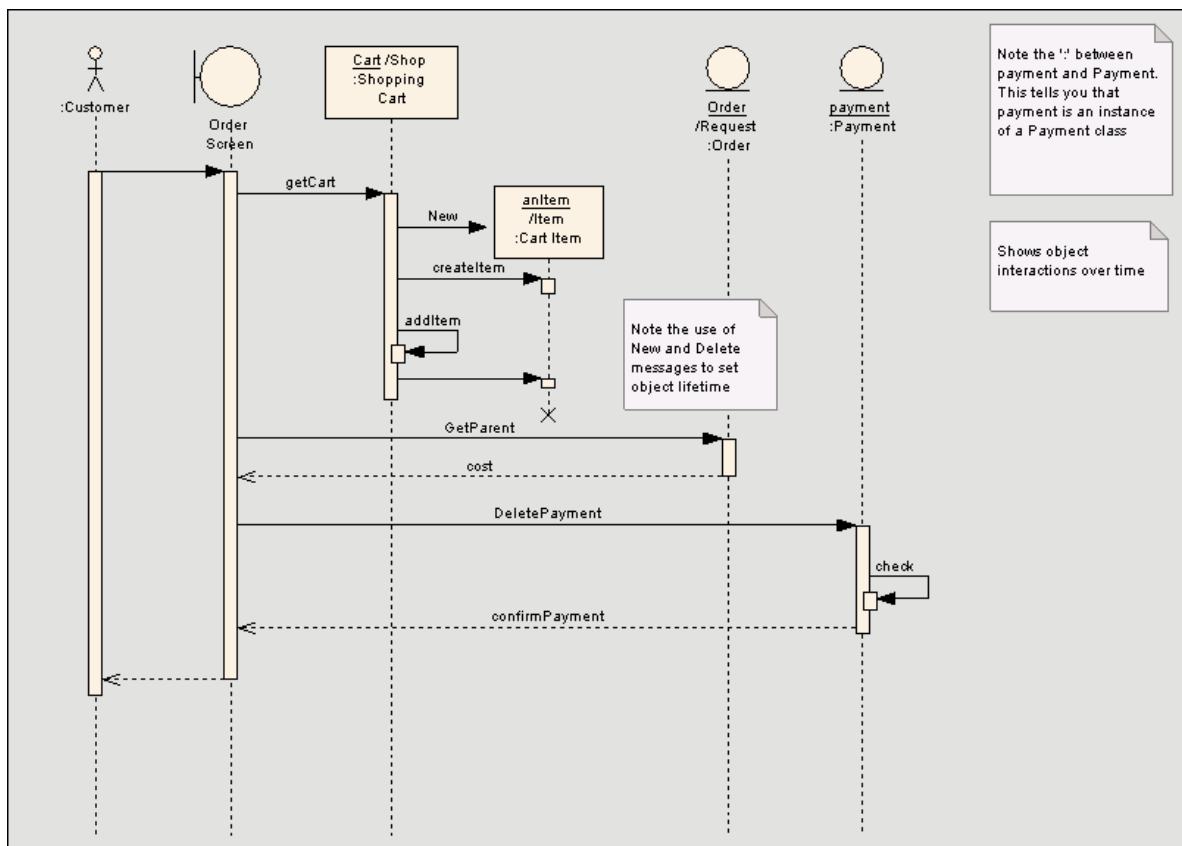 :Customer
Order
Screen
Cart /Shop
:Shopping
Cart
Order
/Request
:Order
payment
:Payment
Note the ':' between
payment and Payment.
This tells you that
payment is an instance
of a Payment class
getCart
New
anItem
/Item
:Cart Item
Shows object
interactions over time
createItem
addItem
Note the use of
New and Delete
messages to set
object lifetime
GetParent
cost
DeletePayment
check
confirmPayment